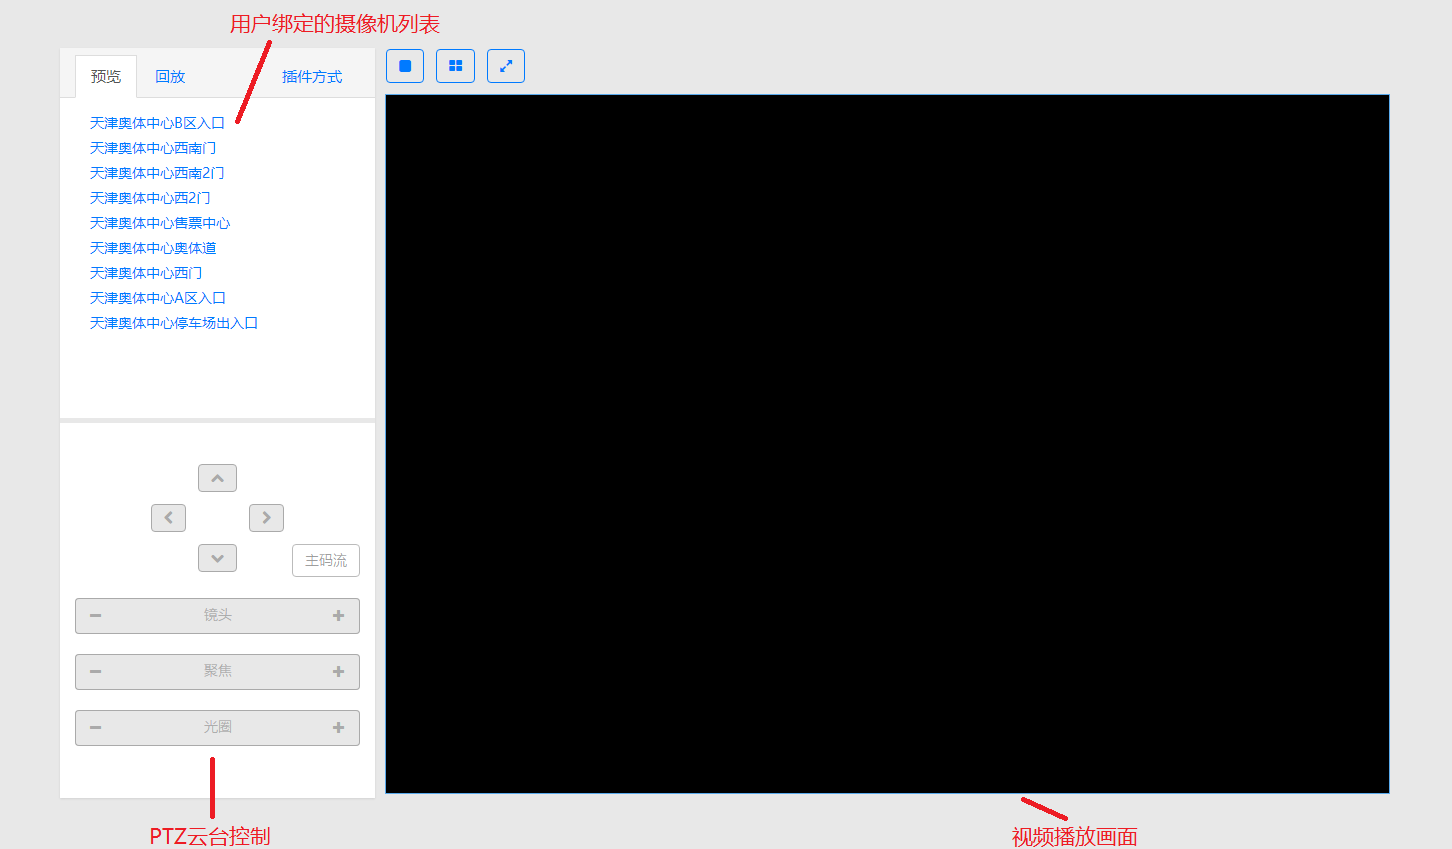 用户绑定的摄像机列表
预览 回放 插件方式
天津奥体中心B区入口
天津奥体中心西南门
天津奥体中心西南2门
天津奥体中心西2门
天津奥体中心售票中心
天津奥体中心奥体道
天津奥体中心西门
天津奥体中心A区入口
天津奥体中心停车场出入口
主码流
镜头
聚焦
光圈
PTZ云台控制
视频播放画面